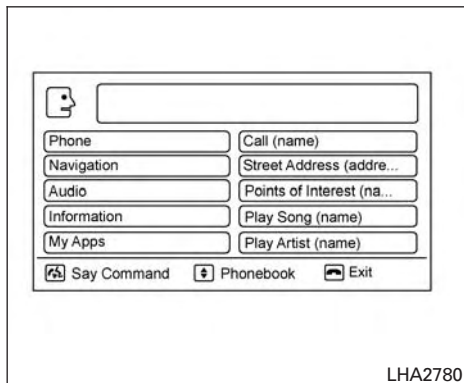 Phone Call (name)
Navigation Street Address (addre...
Audio Points of Interest (na...
Information Play Song (name)
My Apps Play Artist (name)
Say Command Phonebook Exit
LHA2780